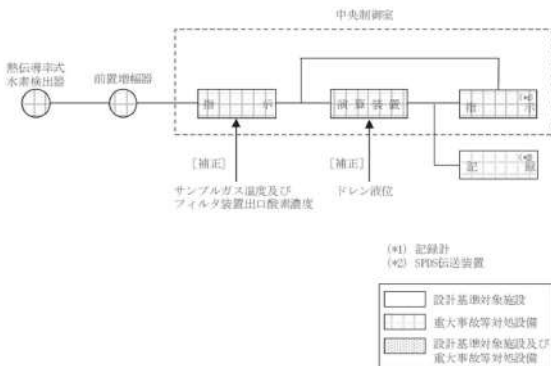 中央制御室
熱伝導率式
水素検出器
前置増幅器
指 示
演 算 装 置
指 示
記 録
[補正]
[補正]
サンプルガス温度及び
フィルタ装置出口酸素濃度
ドレン液位
(*1) 記録計
(*2) SPDS伝送装置
設計基準対象施設
重大事故等対処設備
設計基準対象施設及び
重大事故等対処設備